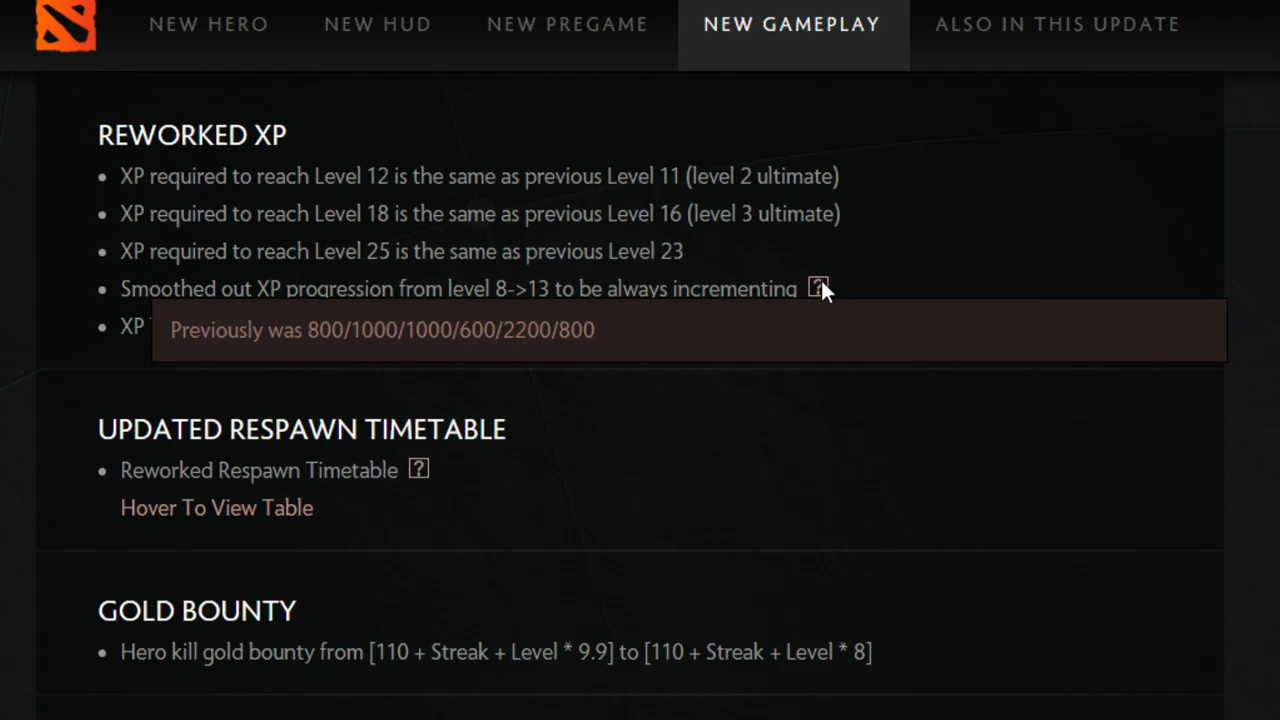 NEW HERO NEW HUD NEW PREGAME NEW GAMEPLAY ALSO IN THIS UPDATE
REWORKED XP
• XP required to reach Level 12 is the same as previous Level 11 (level 2 ultimate)
• XP required to reach Level 18 is the same as previous Level 16 (level 3 ultimate)
• XP required to reach Level 25 is the same as previous Level 23
• Smoothed out XP progression from level 8->13 to be always incrementing [?]
• XP
Previously was 800/1000/1000/600/2200/800
UPDATED RESPAWN TIMETABLE
• Reworked Respawn Timetable [?]
Hover To View Table
GOLD BOUNTY
• Hero kill gold bounty from [110 + Streak + Level * 9.9] to [110 + Streak + Level * 8]